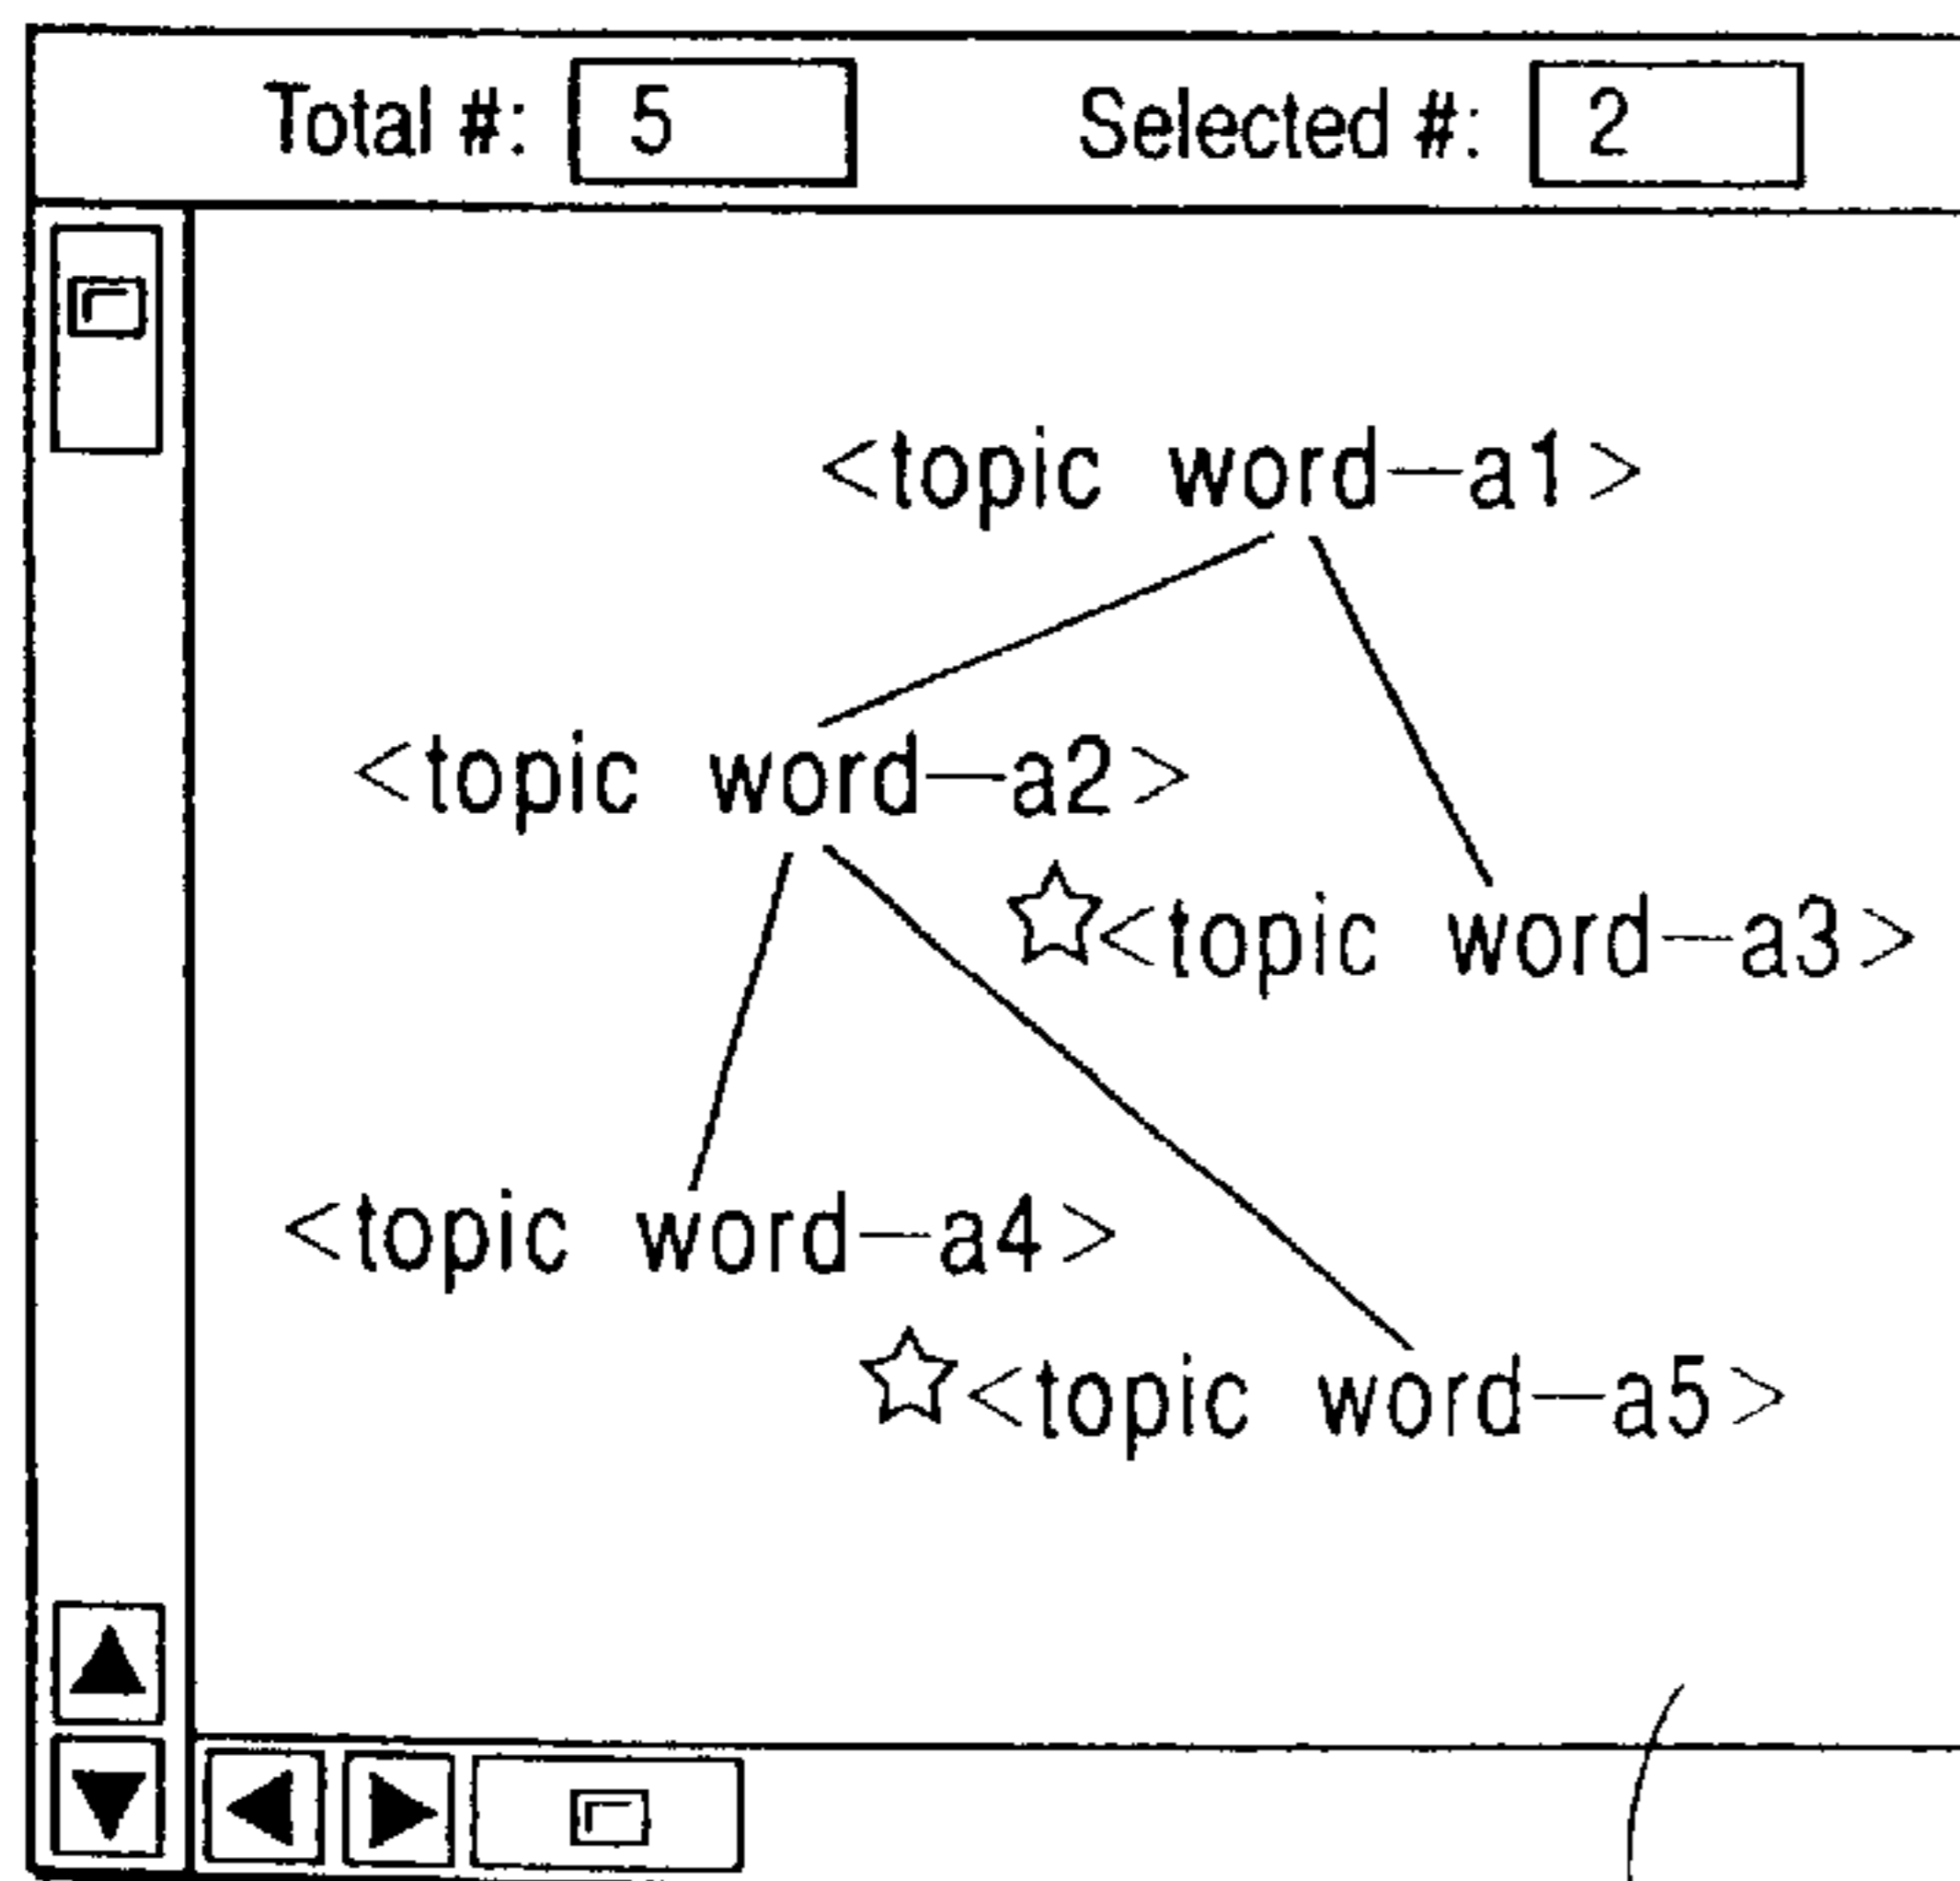 Total #: 5 Selected #: 2
<topic word—a1>
<topic word—a2>
☆<topic word—a3>
<topic word—a4>
☆<topic word—a5>